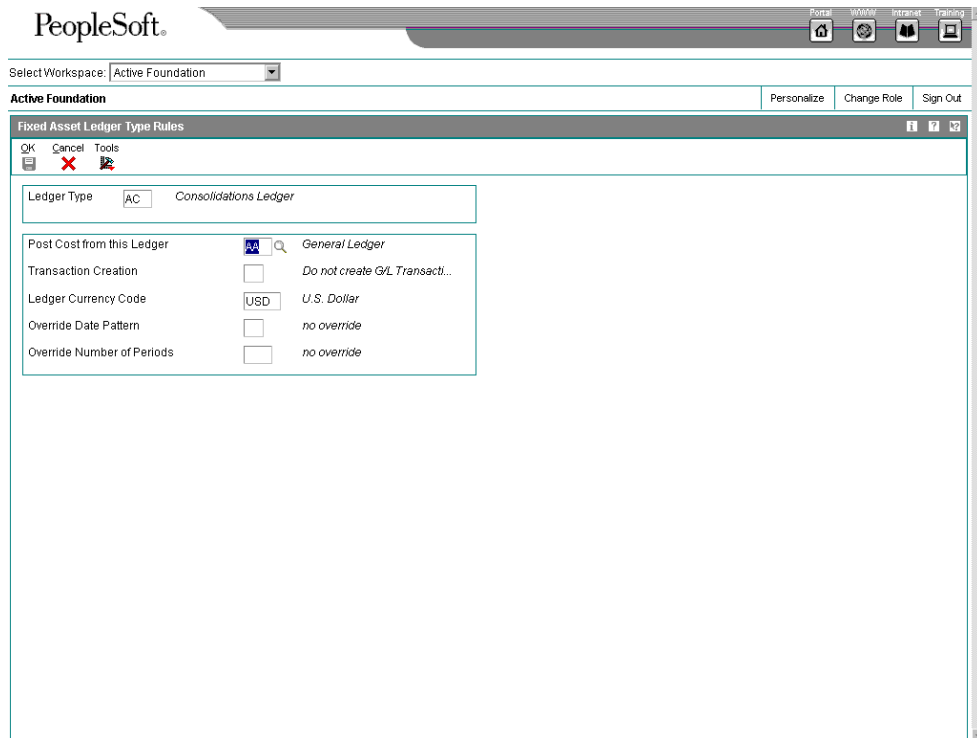 PeopleSoft®
Portal WWW Intranet Training
Select Workspace: Active Foundation
Active Foundation Personalize Change Role Sign Out
Fixed Asset Ledger Type Rules
OK Cancel Tools
Ledger Type AC Consolidations Ledger
Post Cost from this Ledger AA General Ledger
Transaction Creation Do not create G/L Transacti...
Ledger Currency Code USD U.S. Dollar
Override Date Pattern no override
Override Number of Periods no override